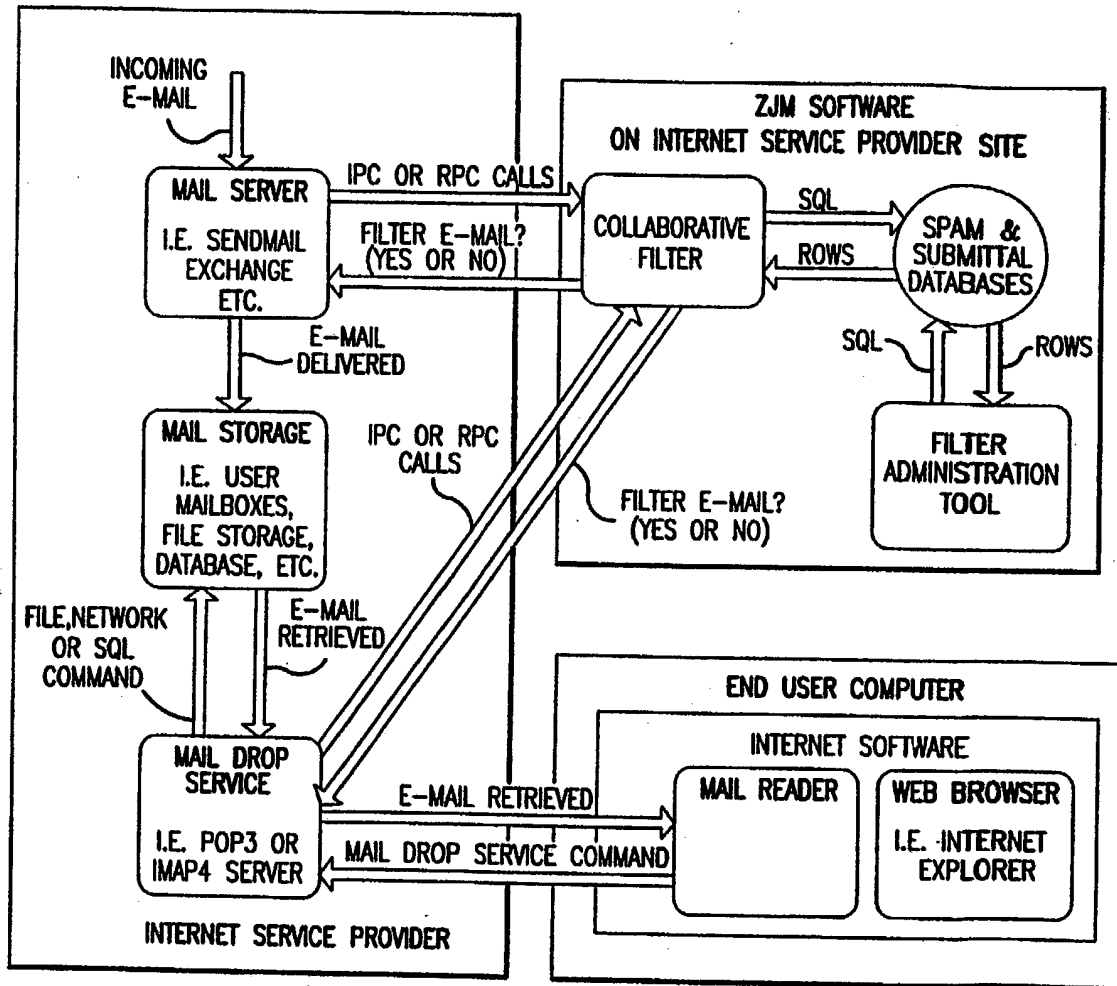 INCOMING
E-MAIL
MAIL SERVER
I.E. SENDMAIL
EXCHANGE
ETC.
IPC OR RPC CALLS
FILTER E-MAIL?
(YES OR NO)
E-MAIL
DELIVERED
MAIL STORAGE
I.E. USER
MAILBOXES,
FILE STORAGE,
DATABASE, ETC.
FILE,NETWORK
OR SQL
COMMAND
E-MAIL
RETRIEVED
MAIL DROP
SERVICE
I.E. POP3 OR
IMAP4 SERVER
INTERNET SERVICE PROVIDER
ZJM SOFTWARE
ON INTERNET SERVICE PROVIDER SITE
COLLABORATIVE
FILTER
SQL
ROWS
SPAM &
SUBMITTAL
DATABASES
SQL
ROWS
FILTER
ADMINISTRATION
TOOL
IPC OR RPC
CALLS
FILTER E-MAIL?
(YES OR NO)
END USER COMPUTER
INTERNET SOFTWARE
E-MAIL RETRIEVED
MAIL DROP SERVICE COMMAND
MAIL READER
WEB BROWSER
I.E. INTERNET
EXPLORER